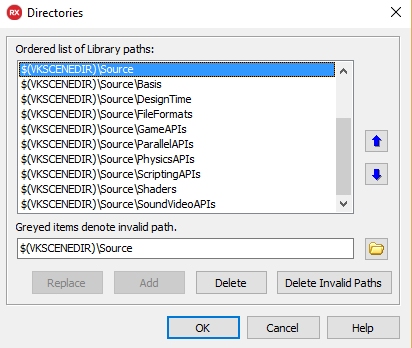 RX Directories
Ordered list of Library paths:
$(VKSCENEDIR)\Source
$(VKSCENEDIR)\Source\Basis
$(VKSCENEDIR)\Source\DesignTime
$(VKSCENEDIR)\Source\FileFormats
$(VKSCENEDIR)\Source\GameAPIs
$(VKSCENEDIR)\Source\ParallelAPIs
$(VKSCENEDIR)\Source\PhysicsAPIs
$(VKSCENEDIR)\Source\ScriptingAPIs
$(VKSCENEDIR)\Source\Shaders
$(VKSCENEDIR)\Source\SoundVideoAPIs
Greyed items denote invalid path.
$(VKSCENEDIR)\Source
Replace Add Delete Delete Invalid Paths
OK Cancel Help